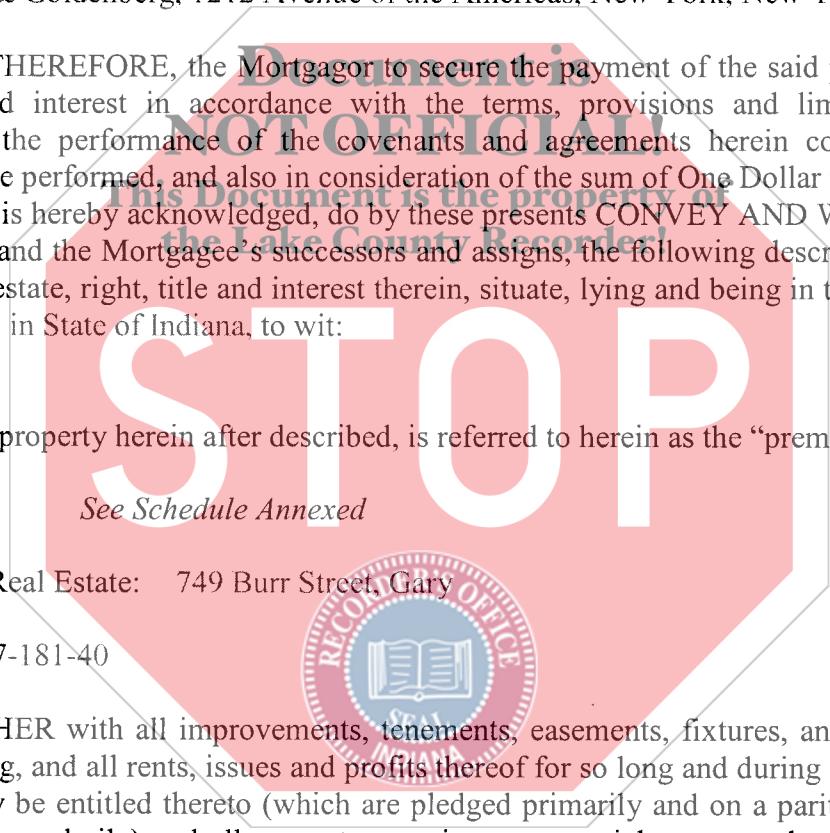 Goldenberg, 1212 Avenue of the Americas, New York, New
THEREFORE, the Mortgagor to secure the payment of the said
d interest in accordance with the terms, provisions and lim
the performance of the covenants and agreements herein co
e performed, and also in consideration of the sum of One Dollar
is hereby acknowledged, do by these presents CONVEY AND W
and the Mortgagee's successors and assigns, the following descr
estate, right, title and interest therein, situate, lying and being in t
in State of Indiana, to wit:
property herein after described, is referred to herein as the “prem
See Schedule Annexed
Real Estate: 749 Burr Street, Gary
7-181-40
HER with all improvements, tenements, easements, fixtures, an
g, and all rents, issues and profits thereof for so long and during
y be entitled thereto (which are pledged primarily and on a pari
Document is
NOT OFFICIAL!
This Document is the property of
the Lake County Recorder!
STOP
RECORDER'S OFFICE
SEAL
INDIANA